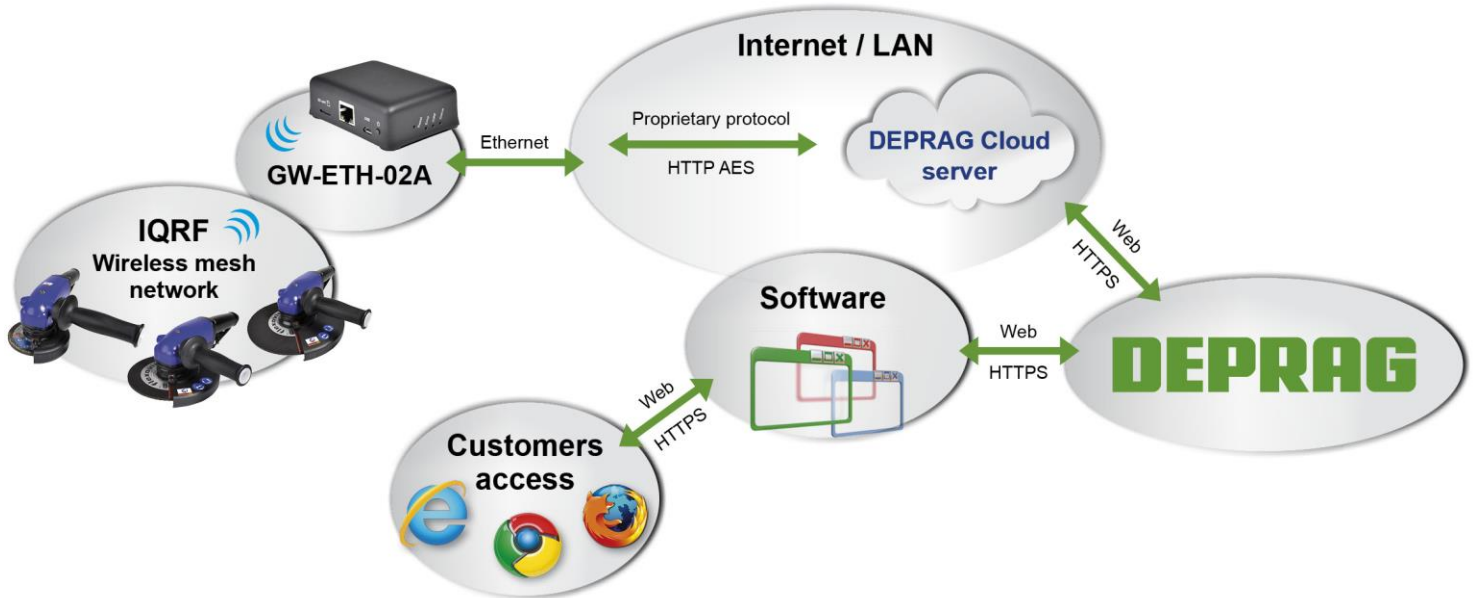 Internet / LAN
Proprietary protocol
HTTP AES
DEPRAG Cloud
server
Ethernet
GW-ETH-02A
IQRF
Wireless mesh
network
Web
HTTPS
Software
Web
HTTPS
DEPRAG
Web
HTTPS
Customers
access